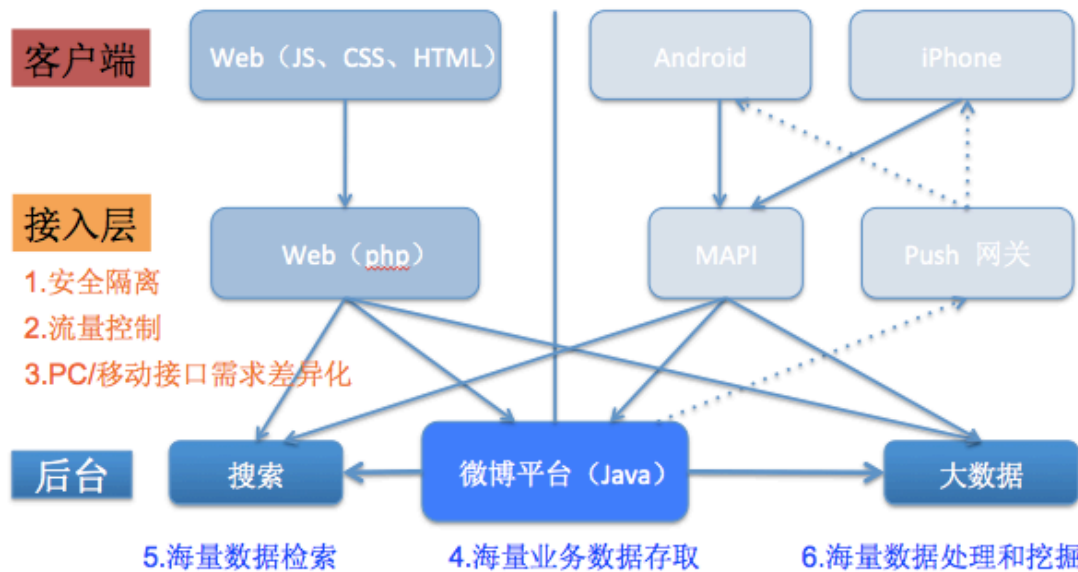 客户端
Web（JS、CSS、HTML）
Android
iPhone
接入层
Web（php）
MAPI
Push 网关
1.安全隔离
2.流量控制
3.PC/移动接口需求差异化
后台
搜索
微博平台（Java）
大数据
5.海量数据检索
4.海量业务数据存取
6.海量数据处理和挖掘